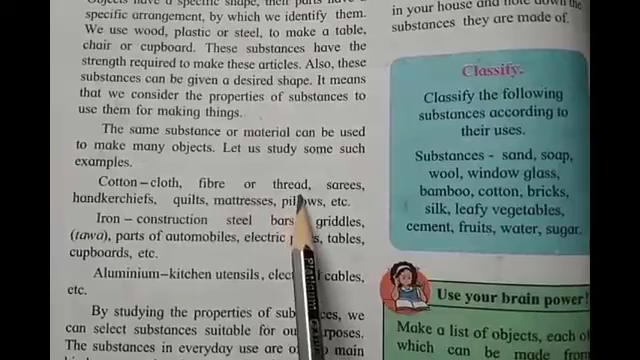 Objects have a specific shape, their parts have a
specific arrangement, by which we identify them.
We use wood, plastic or steel, to make a table,
chair or cupboard. These substances have the
strength required to make these articles. Also, these
substances can be given a desired shape. It means
that we consider the properties of substances to
use them for making things.
The same substance or material can be used
to make many objects. Let us study some such
examples.
Cotton–cloth, fibre or thread, sarees,
handkerchiefs, quilts, mattresses, pillows, etc.
Iron – construction steel bars griddles,
(tawa), parts of automobiles, electric tables,
cupboards, etc.
Aluminium–kitchen utensils, cables,
etc.
By studying the properties of we
can select substances suitable for
The substances in everyday use are main
in your house and note down the
substances they are made of.
Classify.
Classify the following
substances according to
their uses.
Substances - sand, soap,
wool, window glass,
bamboo, cotton, bricks,
silk, leafy vegetables,
cement, fruits, water, sugar.
Use your brain power!
Make a list of objects, each of
which can be made from